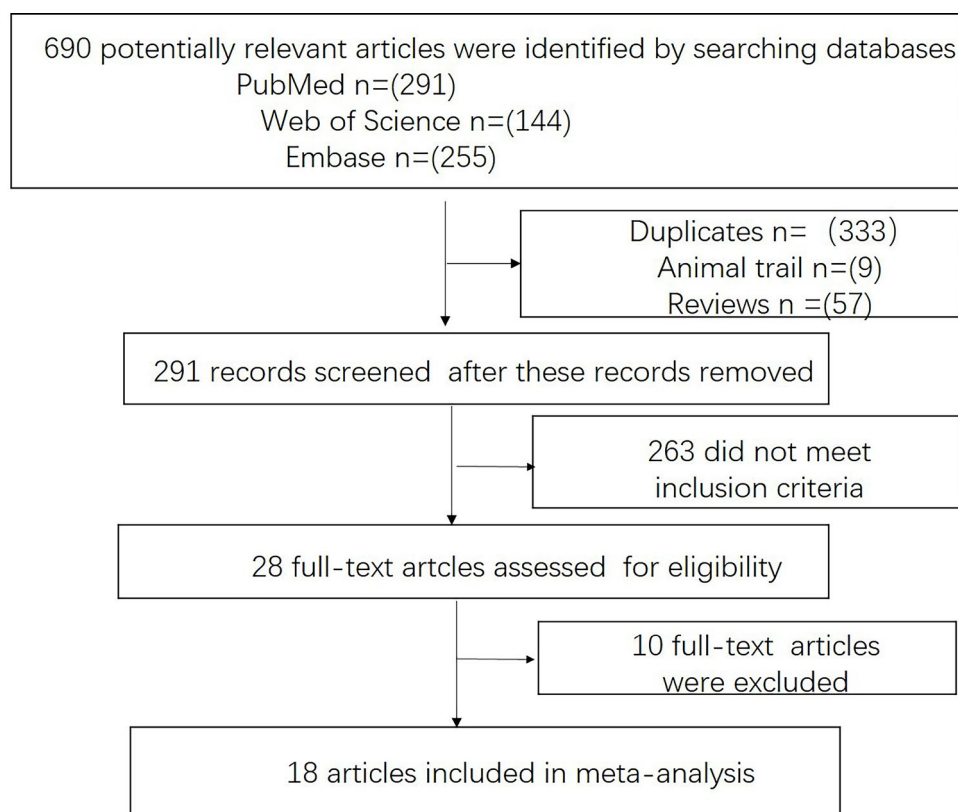 690 potentially relevant articles were identified by searching databases
PubMed n=(291)
Web of Science n=(144)
Embase n=(255)
Duplicates n= (333)
Animal trail n=(9)
Reviews n =(57)
291 records screened after these records removed
263 did not meet
inclusion criteria
28 full-text artcles assessed for eligibility
10 full-text articles
were excluded
18 articles included in meta-analysis